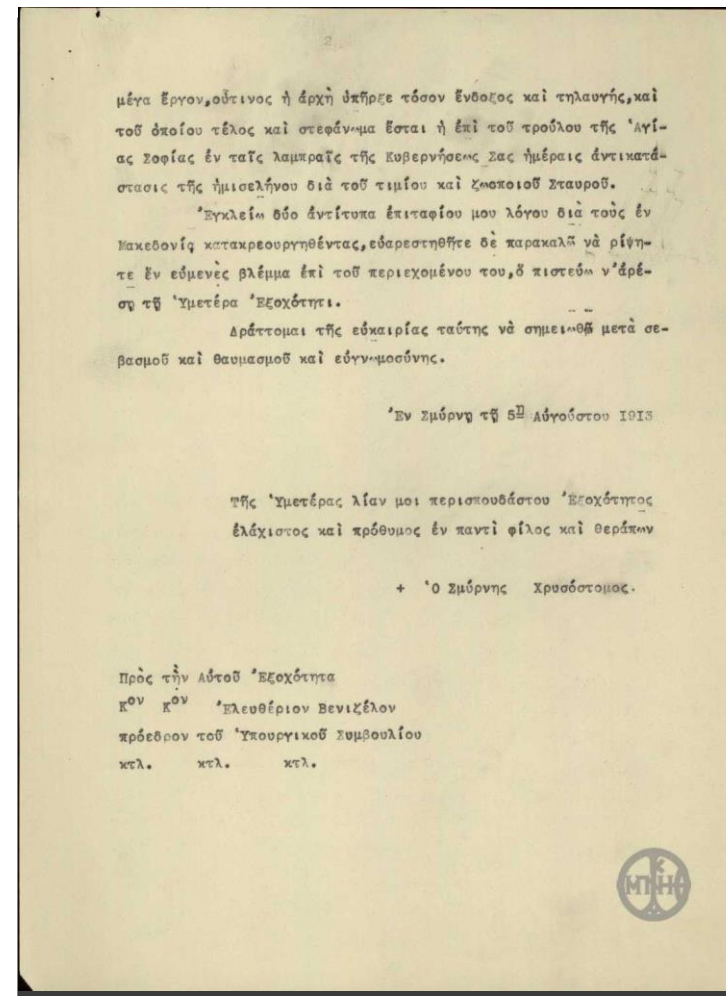 2
μέγα ἔργον,οὗτινος ἡ ἀρχὴ ὑπῆρξε τόσον ἔνδοξος καὶ τηλαυγής,καὶ
τοῦ ὁποίου τέλος καὶ στεφάνωμα ἔσται ἡ ἐπὶ τοῦ τρούλου τῆς Ἁγί-
ας Σοφίας ἐν ταῖς λαμπραῖς τῆς Κυβερνήσεως Σας ἡμέραις ἀντικατά-
στασις τῆς ἡμισελήνου διὰ τοῦ τιμίου καὶ ζωοποιοῦ Σταυροῦ.
Ἐγκλείω δύο ἀντίτυπα ἐπιταφίου μου λόγου διὰ τοὺς ἐν
Μακεδονίᾳ κατακρεουργηθέντας,εὐαρεστηθῆτε δὲ παρακαλῶ νὰ ρίψη-
τε ἓν εὐμενὲς βλέμμα ἐπὶ τοῦ περιεχομένου του,ὃ πιστεύω ν'ἀρέ-
σῃ τῇ Ὑμετέρα Ἐξοχότητι.
Δράττομαι τῆς εὐκαιρίας ταύτης νὰ σημειωθῶ μετὰ σε-
βασμοῦ καὶ θαυμασμοῦ καὶ εὐγνωμοσύνης.
Ἐν Σμύρνῃ τῇ 5ῃ Αὐγούστου 1913
Τῆς Ὑμετέρας λίαν μοι περισπουδάστου Ἐξοχότητος
ἐλάχιστος καὶ πρόθυμος ἐν παντὶ φίλος καὶ θεράπων
+ Ὁ Σμύρνης Χρυσόστομος.
Πρὸς τὴν Αὐτοῦ Ἐξοχότητα
Κον Κον Ἐλευθέριον Βενιζέλον
πρόεδρον τοῦ Ὑπουργικοῦ Συμβουλίου
κτλ. κτλ. κτλ.
ΜΠΗΚ